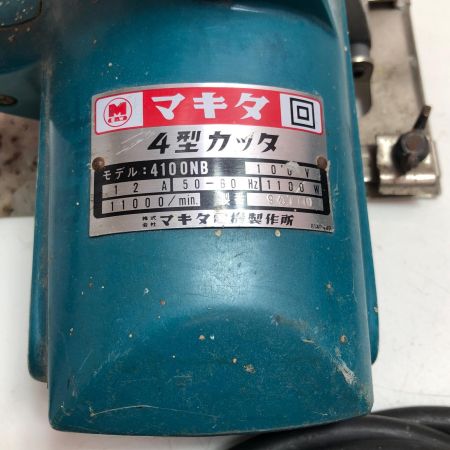 M マキタ
4型カッタ
モデル:4100NB 100V
12A 50-60Hz 1100W
11000/min.
株式会社 マキタ電機製作所